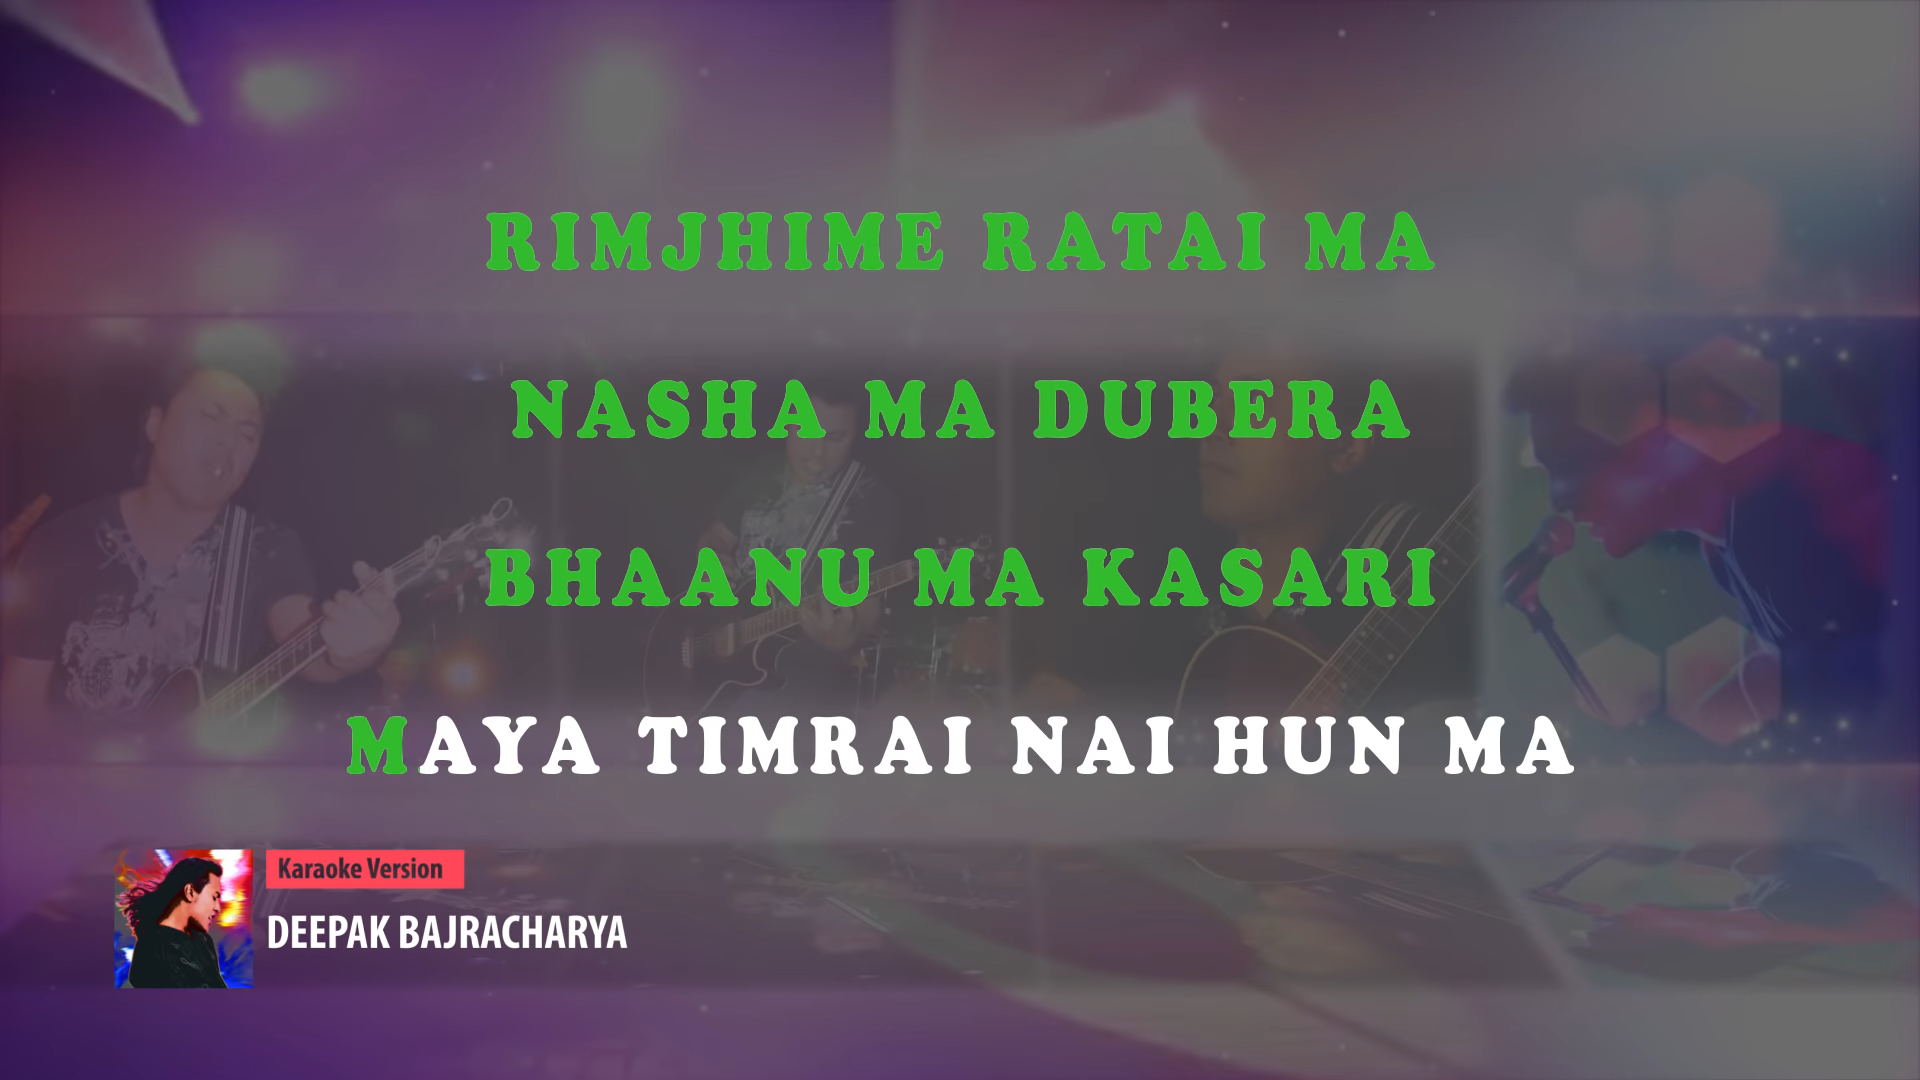 RIMJHIME RATAI MA
NASHA MA DUBERA
BHAANU MA KASARI
MAYA TIMRAI NAI HUN MA
Karaoke Version
DEEPAK BAJRACHARYA